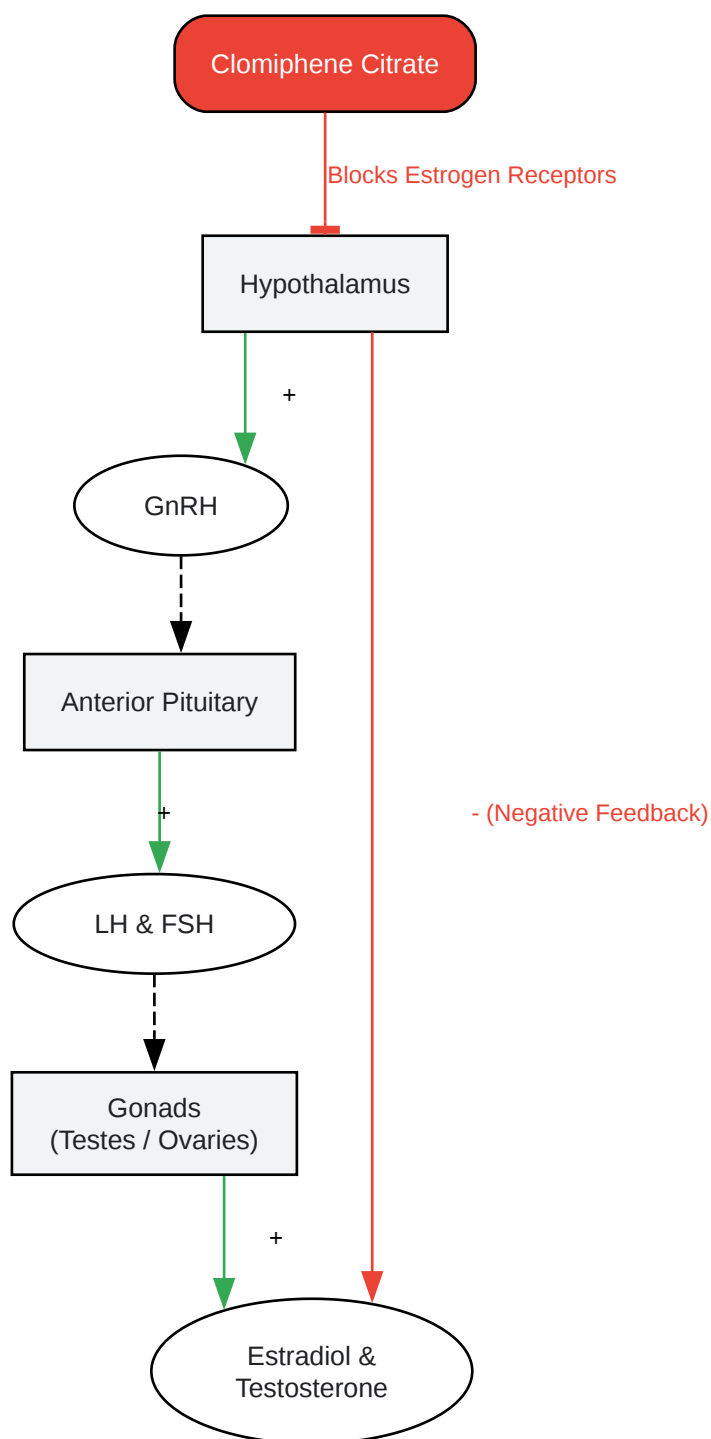 Clomiphene Citrate
Blocks Estrogen Receptors
Hypothalamus
+
GnRH
Anterior Pituitary
+
- (Negative Feedback)
LH & FSH
Gonads
(Testes / Ovaries)
+
Estradiol &
Testosterone